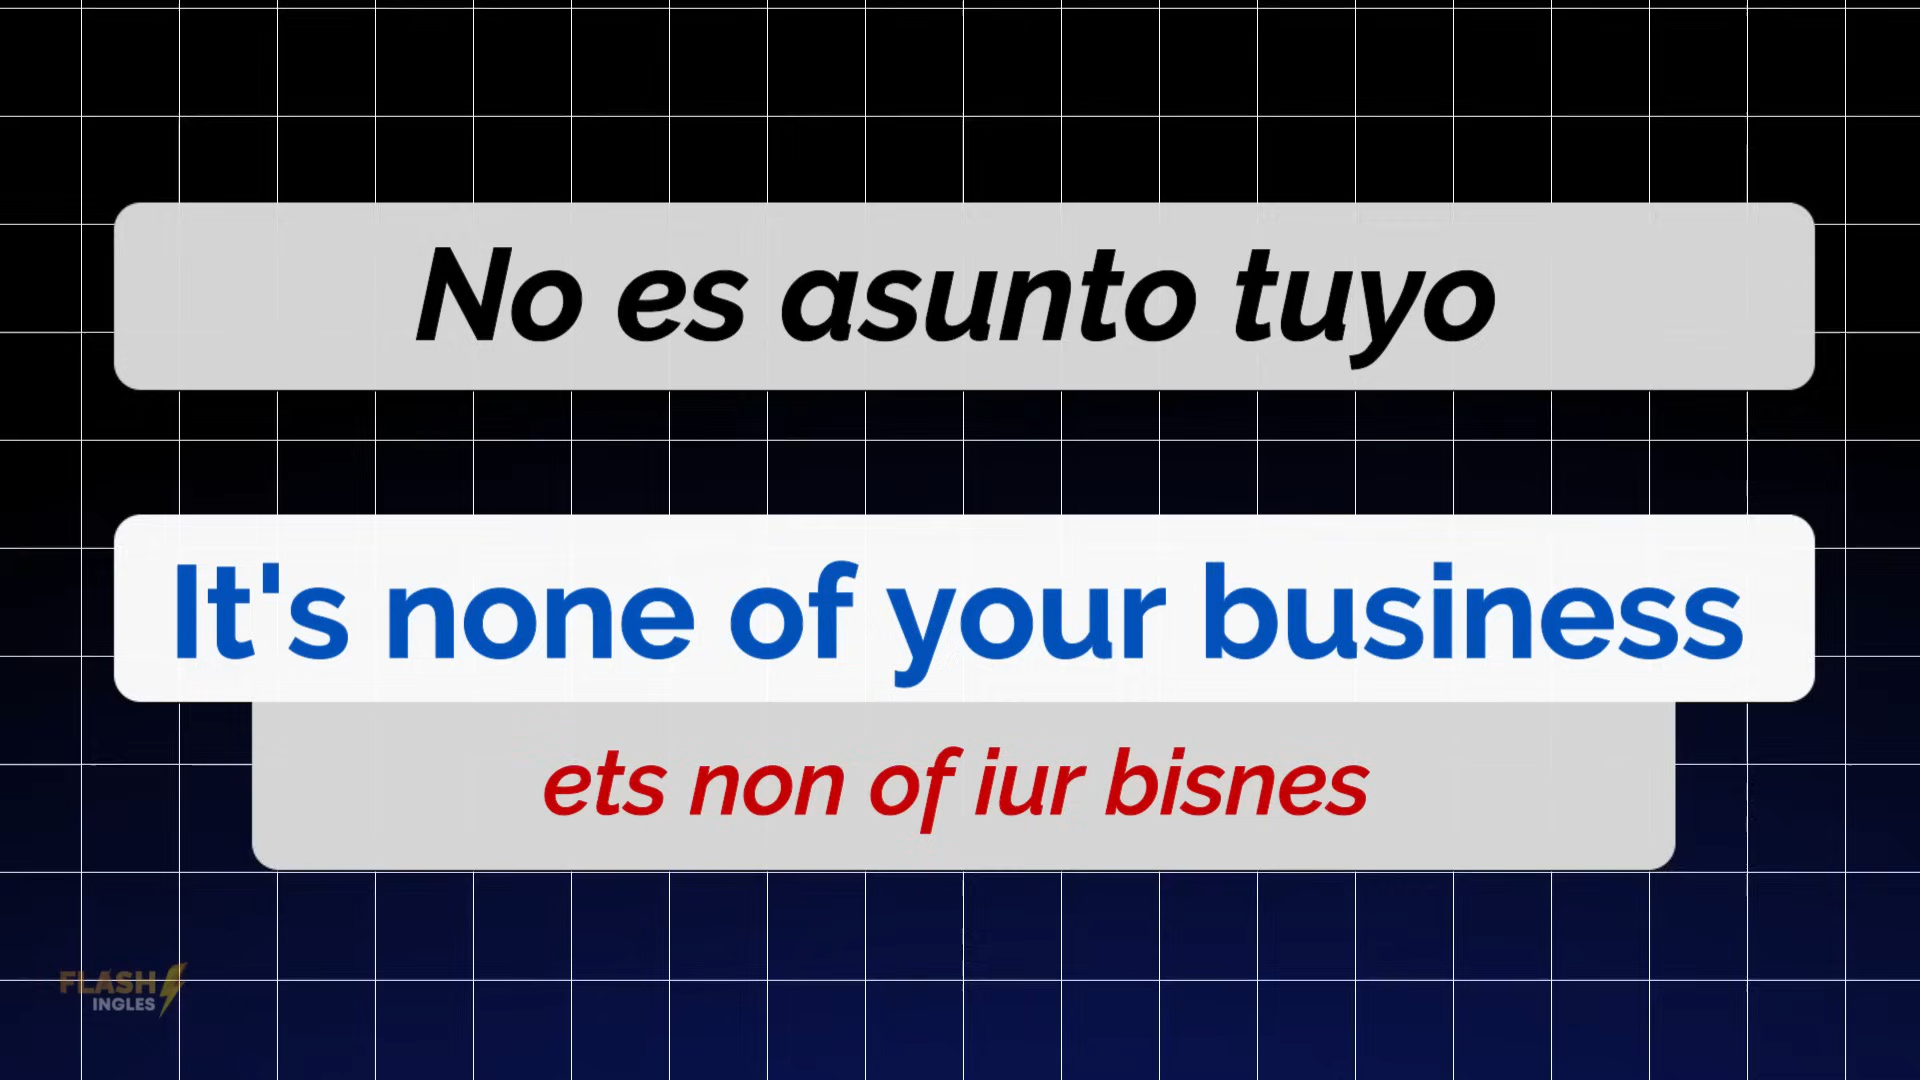 No es asunto tuyo
It's none of your business
ets non of iur bisnes
FLASH
INGLES